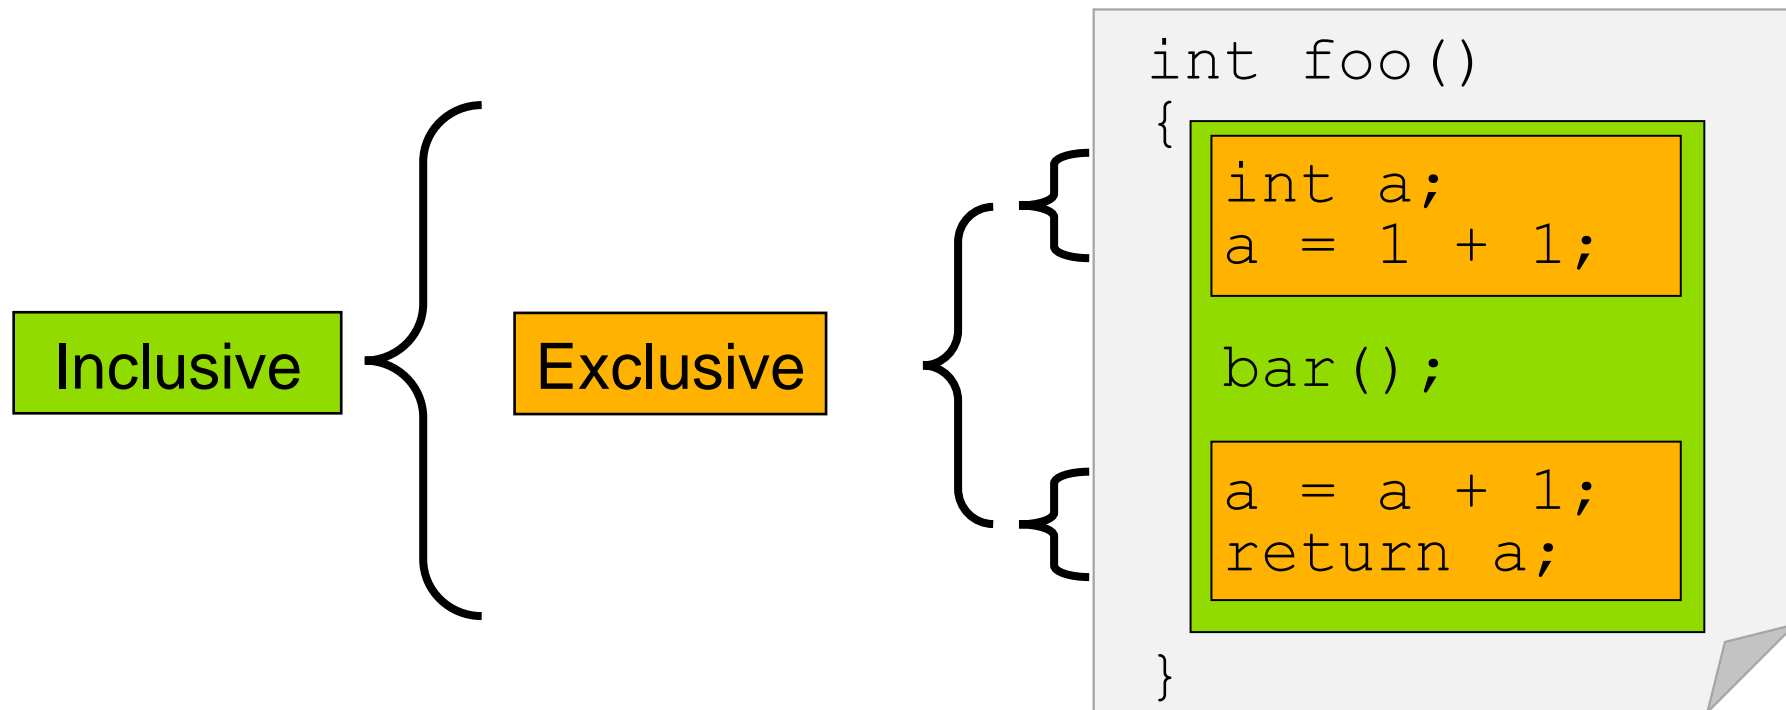 Inclusive
Exclusive
int foo()
{
int a;
a = 1 + 1;
bar();
a = a + 1;
return a;
}